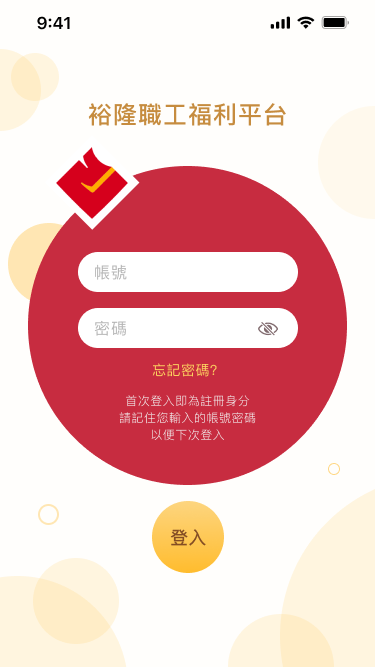 9:41
裕隆職工福利平台
帳號
密碼
忘記密碼?
首次登入即為註冊身分
請記住您輸入的帳號密碼
以便下次登入
登入